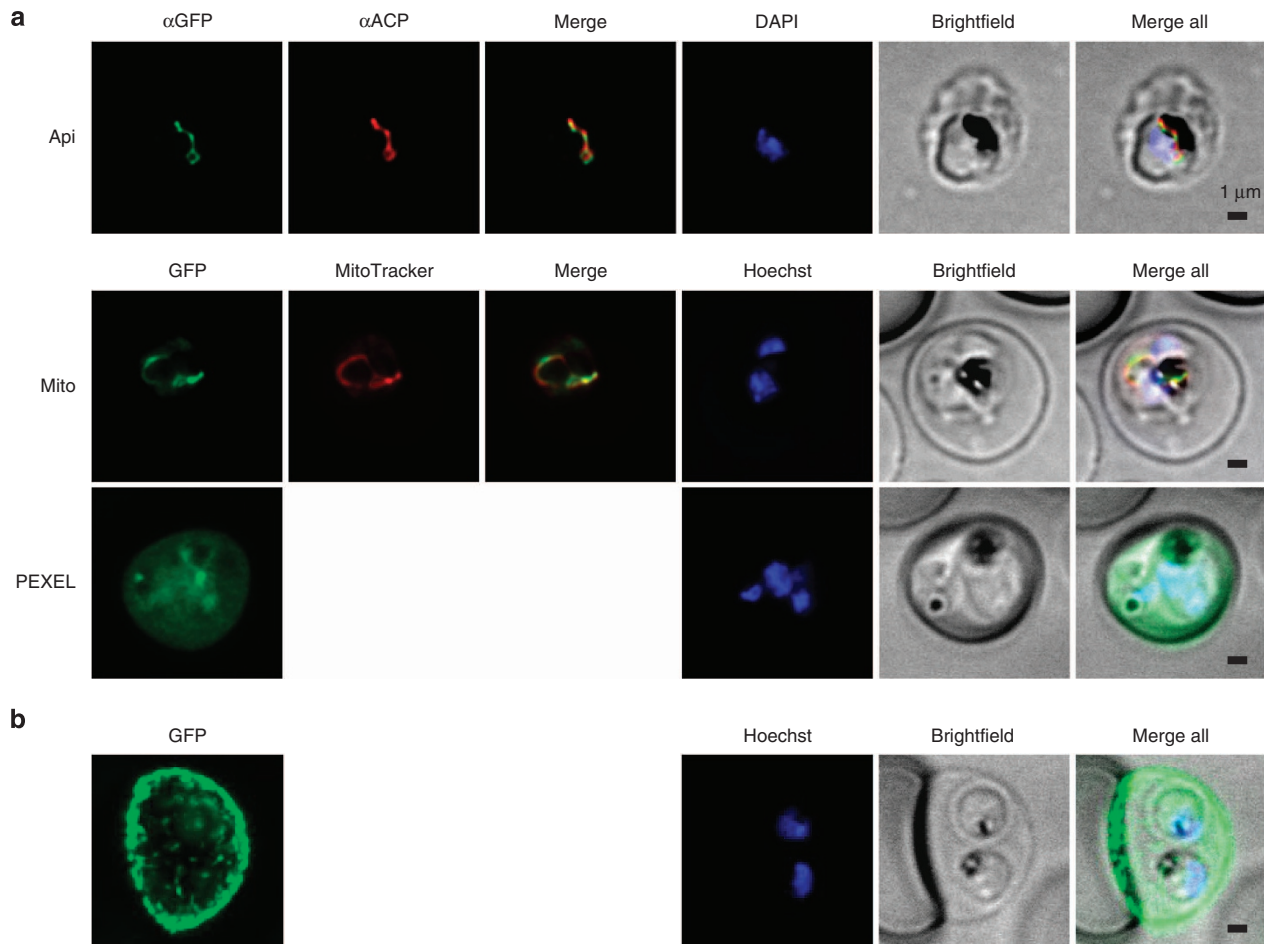 a
αGFP αACP Merge DAPI Brightfield Merge all
Api
1 μm
GFP MitoTracker Merge Hoechst Brightfield Merge all
Mito
PEXEL
b
GFP Hoechst Brightfield Merge all